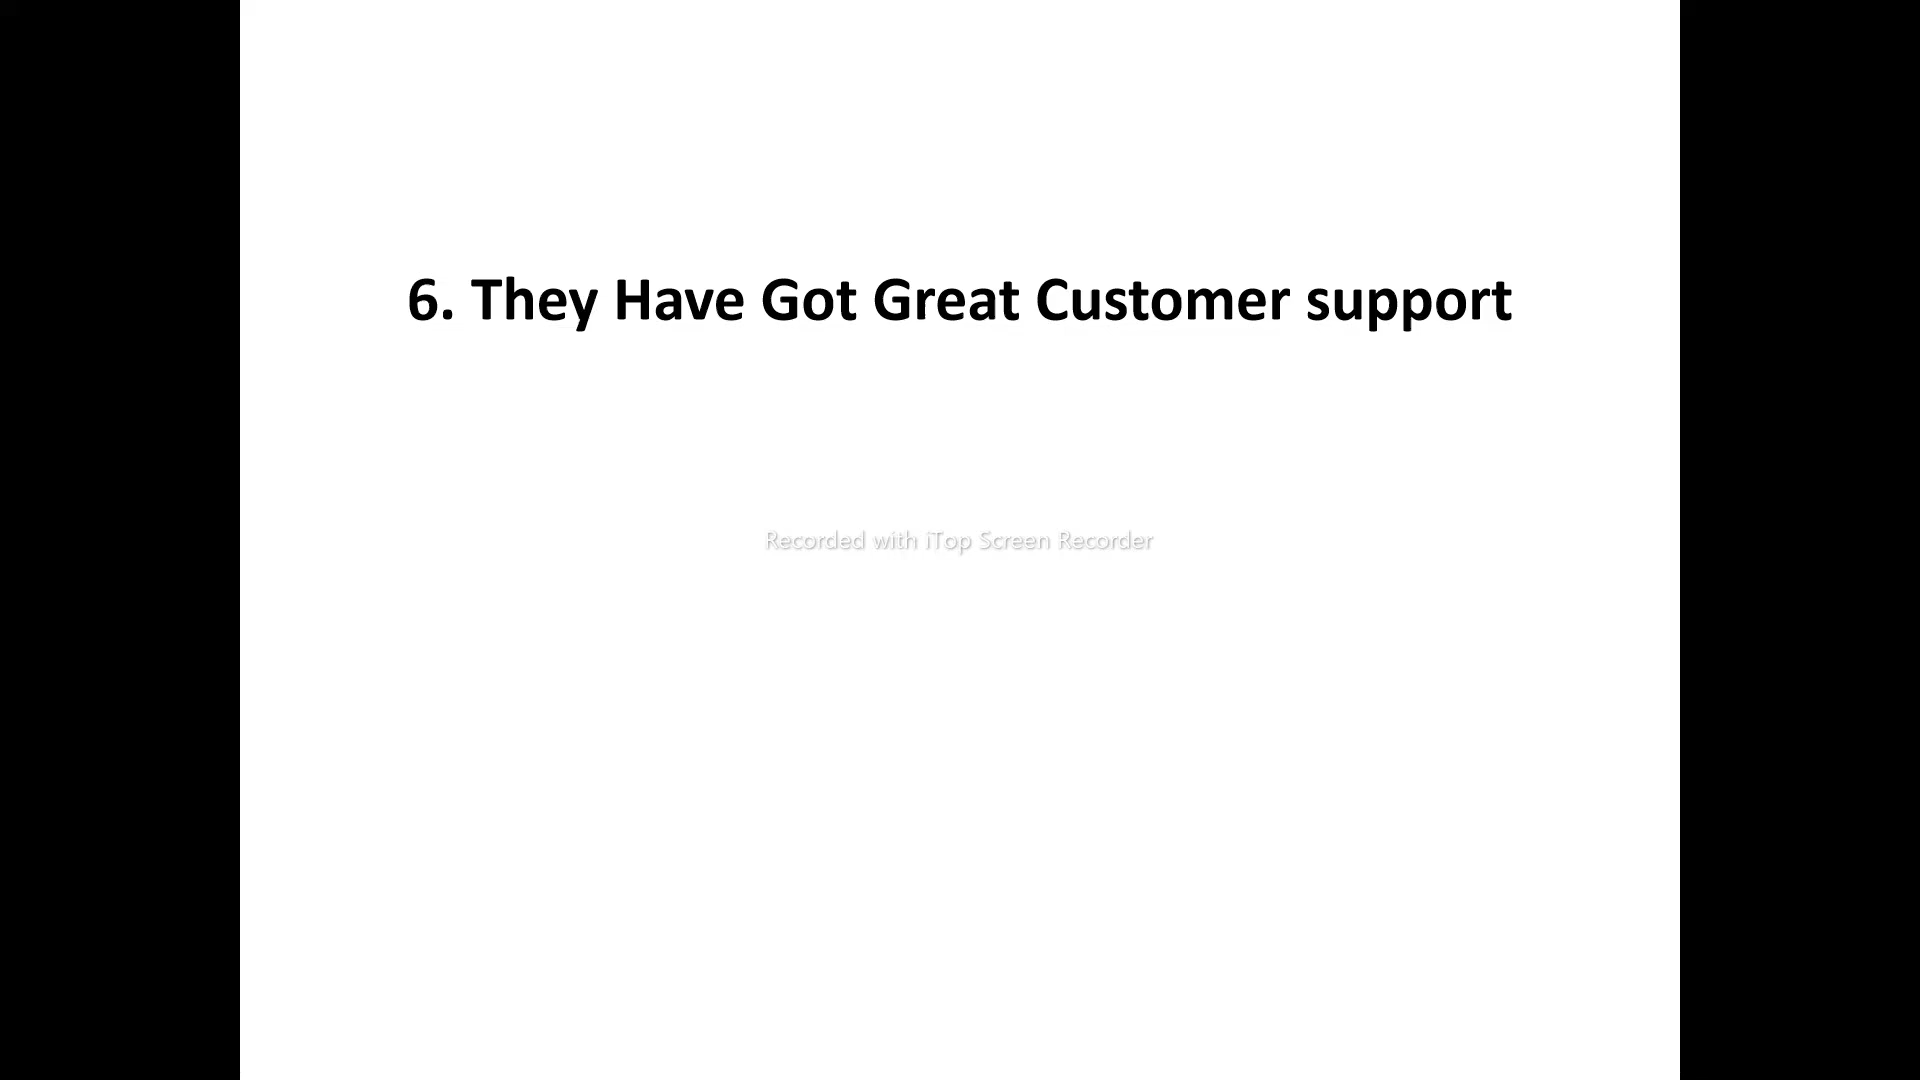 6. They Have Got Great Customer support
Recorded with iTop Screen Recorder